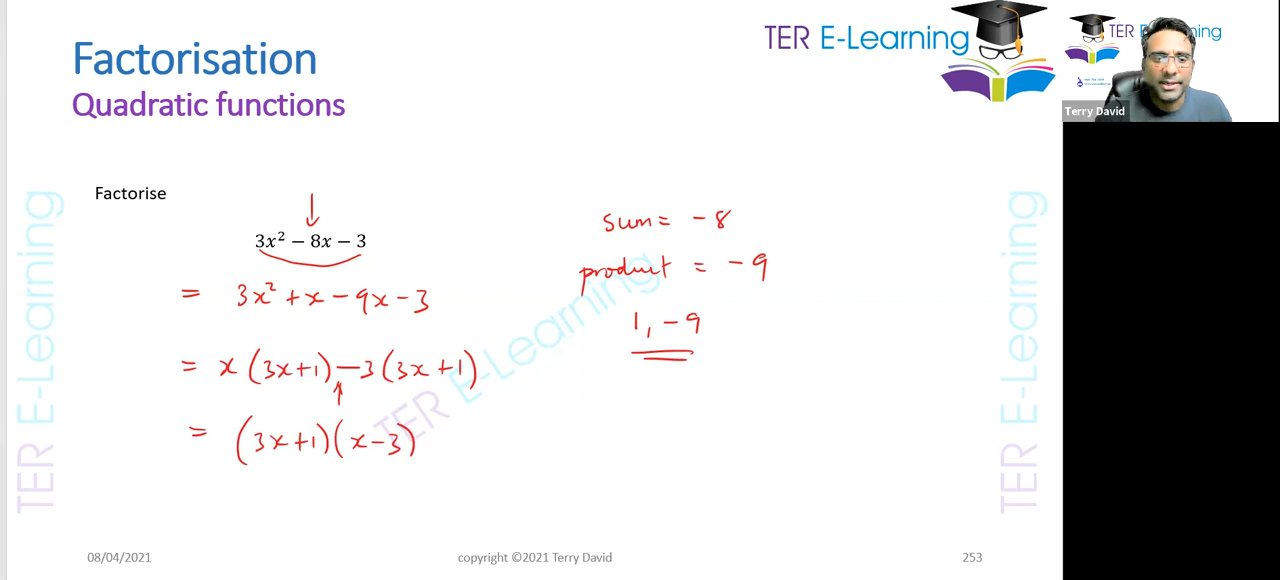 Factorisation
Quadratic functions
TER E-Learning
TER E-Learning
Terry David
Factorise
3x² − 8x − 3
= 3x² + x − 9x − 3
= x(3x+1) − 3(3x+1)
= (3x+1)(x−3)
sum = −8
product = −9
1, −9
TER E-Learning
TER E-Learning
TER E-Learning
08/04/2021
copyright ©2021 Terry David
253